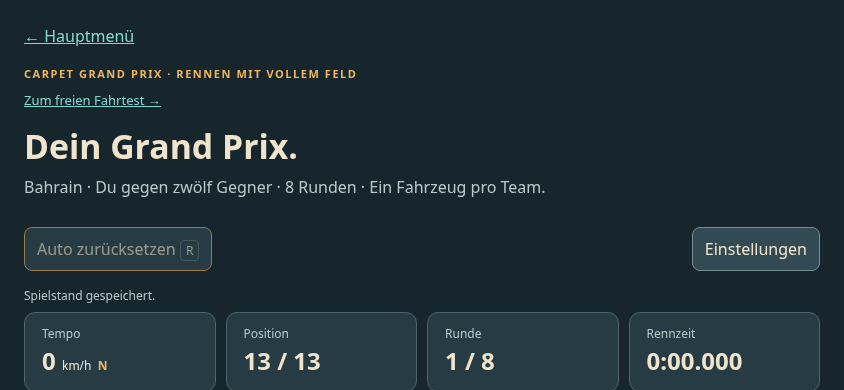 ← Hauptmenü
CARPET GRAND PRIX · RENNEN MIT VOLLEM FELD
Zum freien Fahrtest →
Dein Grand Prix.
Bahrain · Du gegen zwölf Gegner · 8 Runden · Ein Fahrzeug pro Team.
Auto zurücksetzen R
Einstellungen
Spielstand gespeichert.
Tempo
0 km/h N
Position
13 / 13
Runde
1 / 8
Rennzeit
0:00.000